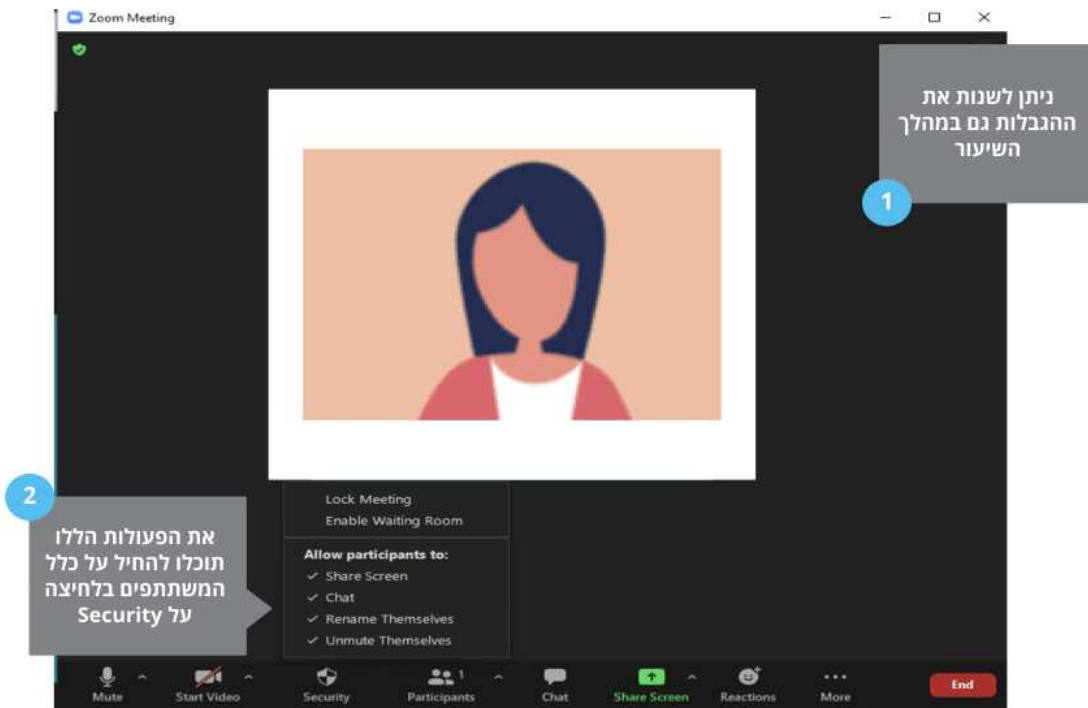 Zoom Meeting
ניתן לשנות את
ההגבלות גם במהלך
השיעור
1
2
את הפעולות הללו
תוכלו להחיל על כלל
המשתתפים בלחיצה
על Security
Lock Meeting
Enable Waiting Room
Allow participants to:
✓ Share Screen
✓ Chat
✓ Rename Themselves
✓ Unmute Themselves
Mute
Start Video
Security
Participants
1
Chat
Share Screen
Reactions
More
End